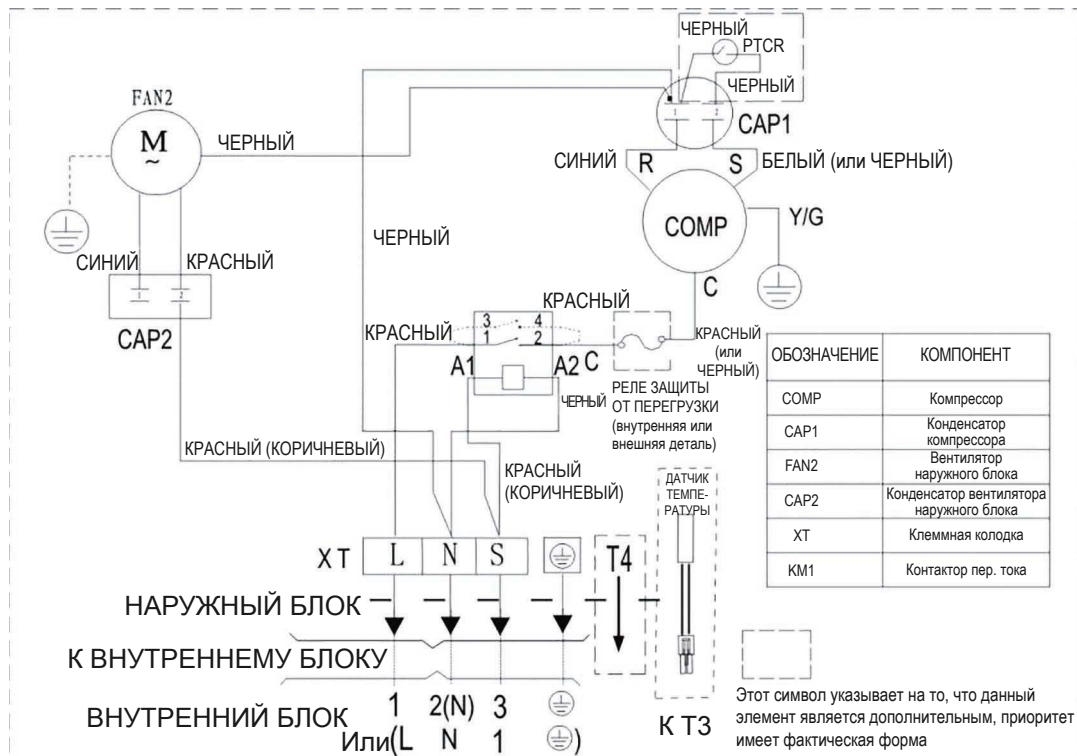 ЧЕРНЫЙ
PTCR
ЧЕРНЫЙ
CAP1
FAN2
M
~
ЧЕРНЫЙ
СИНИЙ
R
S
БЕЛЫЙ (или ЧЕРНЫЙ)
COMP
Y/G
C
ЧЕРНЫЙ
СИНИЙ
КРАСНЫЙ
CAP2
КРАСНЫЙ
КРАСНЫЙ
3 4
1 2
A1
A2
C
КРАСНЫЙ
(или
ЧЕРНЫЙ)
ЧЕРНЫЙ
РЕЛЕ ЗАЩИТЫ
ОТ ПЕРЕГРУЗКИ
(внутренняя или
внешняя деталь)
КРАСНЫЙ (КОРИЧНЕВЫЙ)
КРАСНЫЙ
(КОРИЧНЕВЫЙ)
ДАТЧИК
ТЕМПЕ-
РАТУРЫ
ОБОЗНАЧЕНИЕ КОМПОНЕНТ
COMP Компрессор
CAP1 Конденсатор
компрессора
FAN2 Вентилятор
наружного блока
CAP2 Конденсатор вентилятора
наружного блока
XT Клеммная колодка
KM1 Контактор пер. тока
XT L N S
T4
НАРУЖНЫЙ БЛОК
К ВНУТРЕННЕМУ БЛОКУ
ВНУТРЕННИЙ БЛОК 1 2(N) 3
Или(L N 1 )
К Т3
Этот символ указывает на то, что данный
элемент является дополнительным, приоритет
имеет фактическая форма